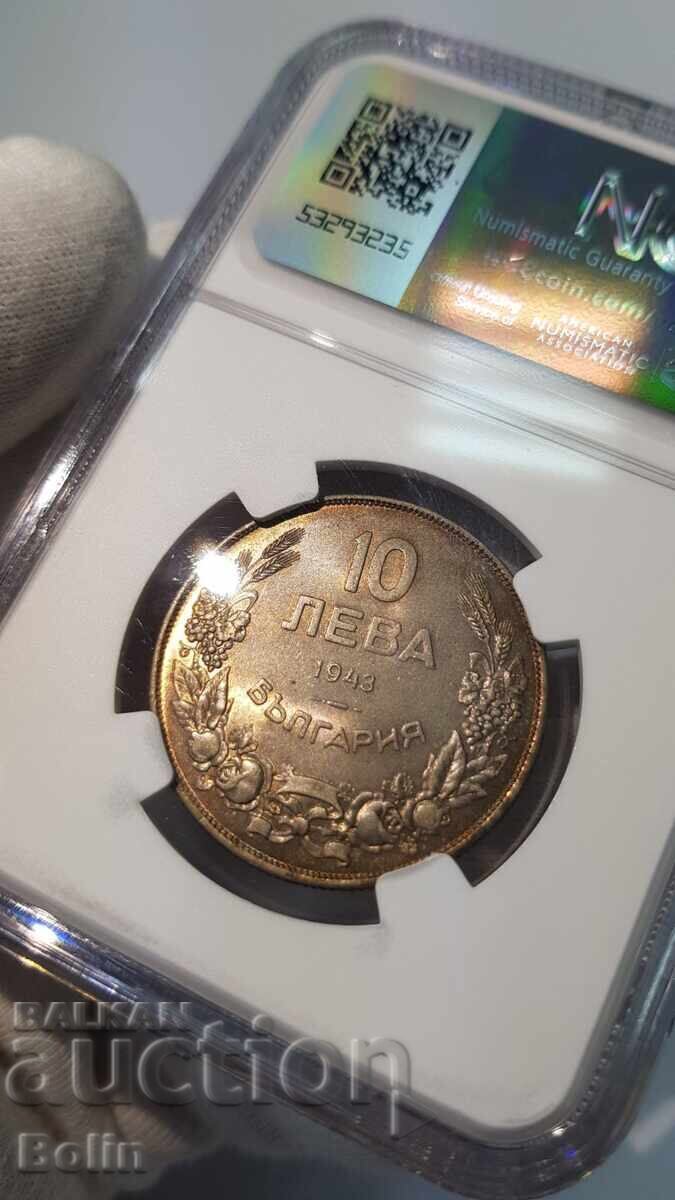 53293235
Numismatic Guaranty
AMERICAN
NUMISMATIC
ASSOCIATION
10
ЛЕВА
1943
БЪЛГАРИЯ
BALKAN
auction
Bolin